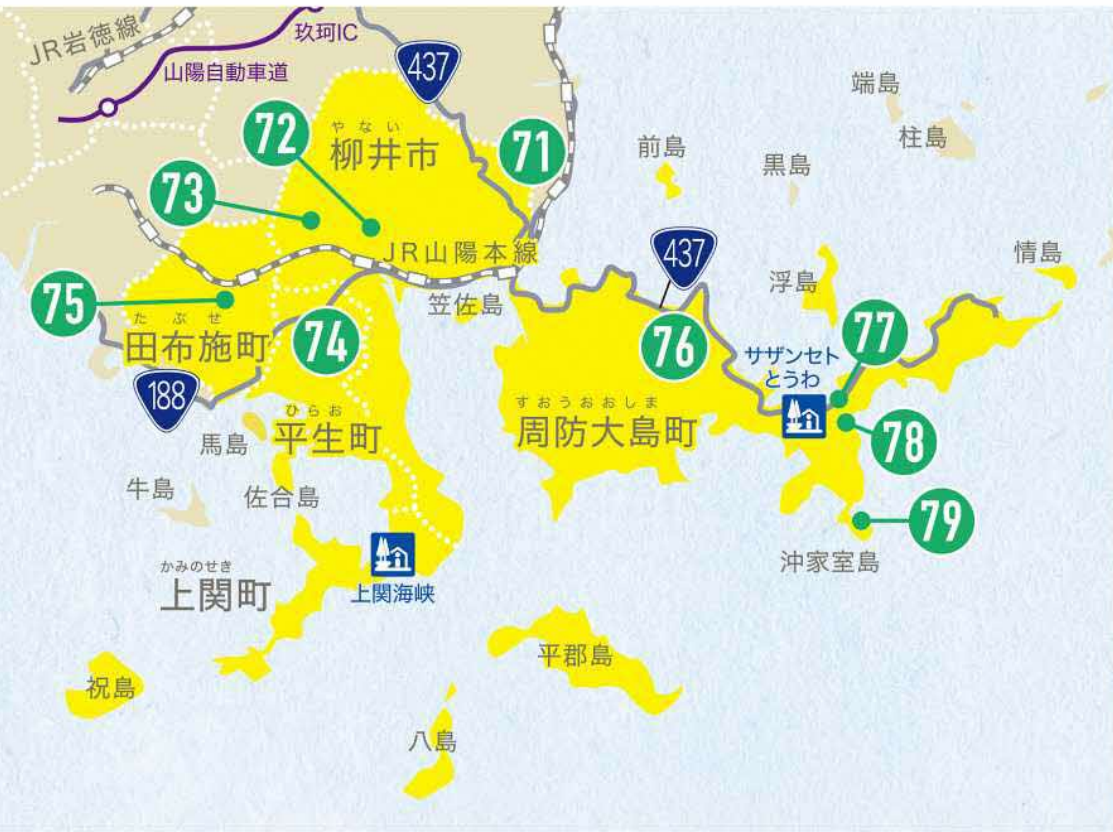 JR岩徳線
玖珂IC
山陽自動車道
437
端島
柱島
72
やない
柳井市
71
前島
黒島
73
JR山陽本線
437
情島
浮島
75
笠佐島
たぶせ
田布施町
74
76
サザンセト
とうわ
77
188
ひらお
平生町
すおうおおしま
周防大島町
78
馬島
牛島
佐合島
79
沖家室島
かみのせき
上関町
上関海峡
平郡島
祝島
八島